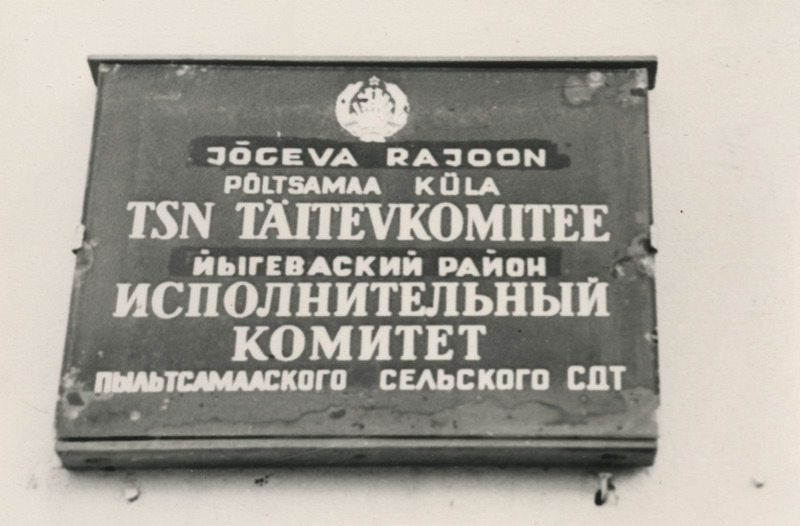 JÕGEVA RAJOON
PÕLTSAMAA KÜLA
TSN TÄITEVKOMITEE
ЙЫГЕВАСКИЙ РАЙОН
ИСПОЛНИТЕЛЬНЫЙ
КОМИТЕТ
ПЫЛЬТСАМААСКОГО СЕЛЬСКОГО СДТ